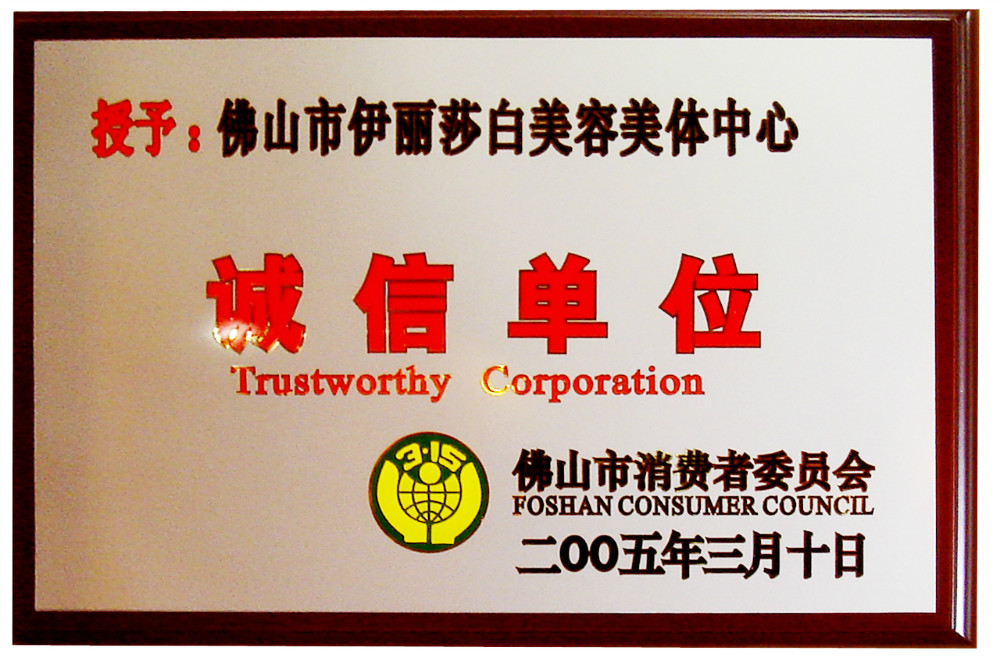 授予:佛山市伊丽莎白美容美体中心
诚信单位
Trustworthy Corporation
3·15
佛山市消费者委员会
FOSHAN CONSUMER COUNCIL
二OO五年三月十日